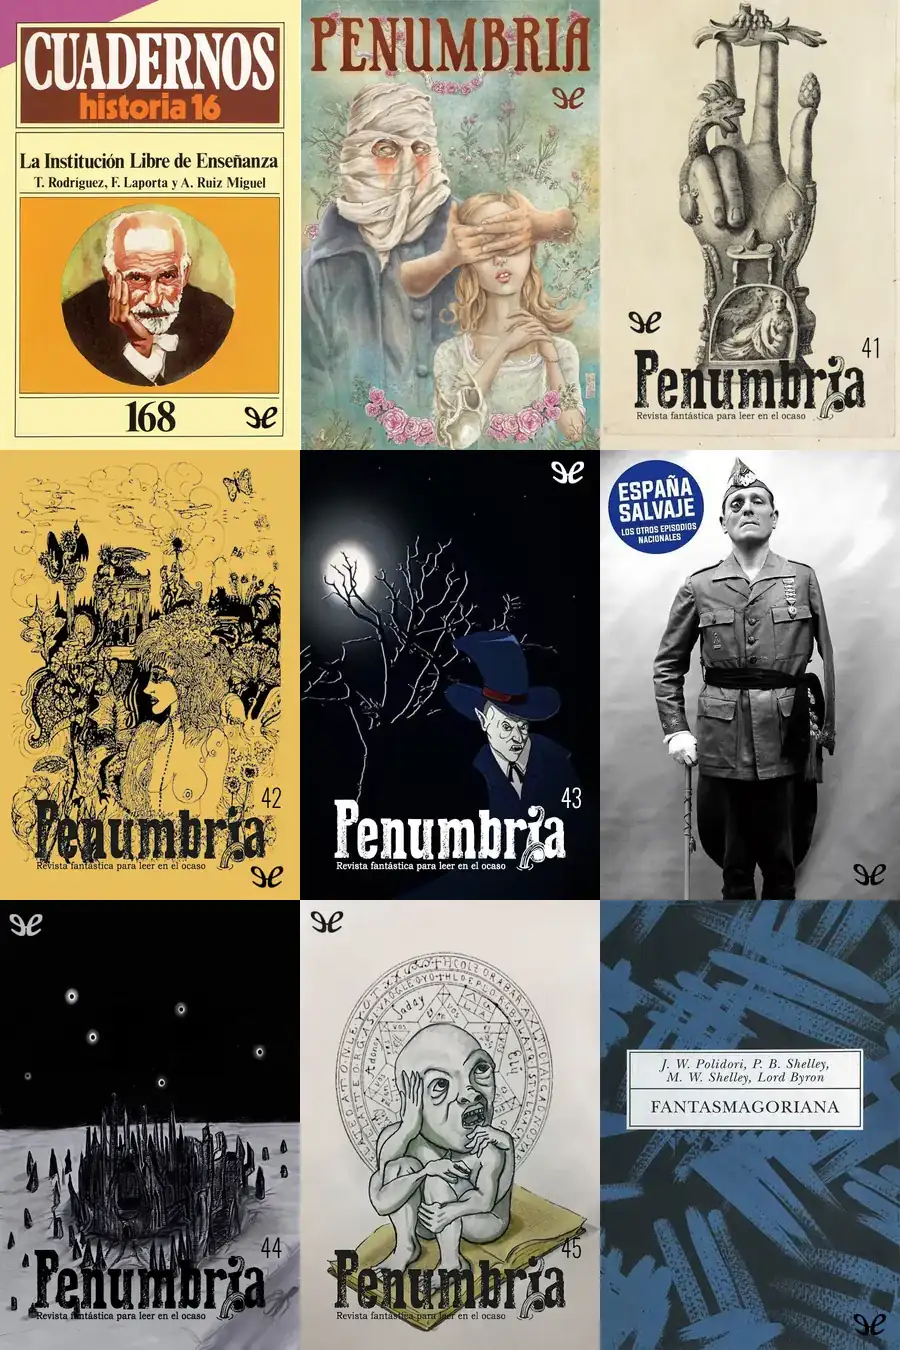 CUADERNOS
historia 16
La Institución Libre de Enseñanza
T. Rodríguez, F. Laporta y A. Ruiz Miguel
168
PENUMBRIA
41
Penumbria
Revista fantástica para leer en el ocaso
42
Penumbria
Revista fantástica para leer en el ocaso
43
Penumbria
Revista fantástica para leer en el ocaso
ESPAÑA
SALVAJE
LOS OTROS EPISODIOS
NACIONALES
44
Penumbria
Revista fantástica para leer en el ocaso
Saday
Adonay
Ely
45
Penumbria
Revista fantástica para leer en el ocaso
J. W. Polidori, P. B. Shelley,
M. W. Shelley, Lord Byron
FANTASMAGORIANA